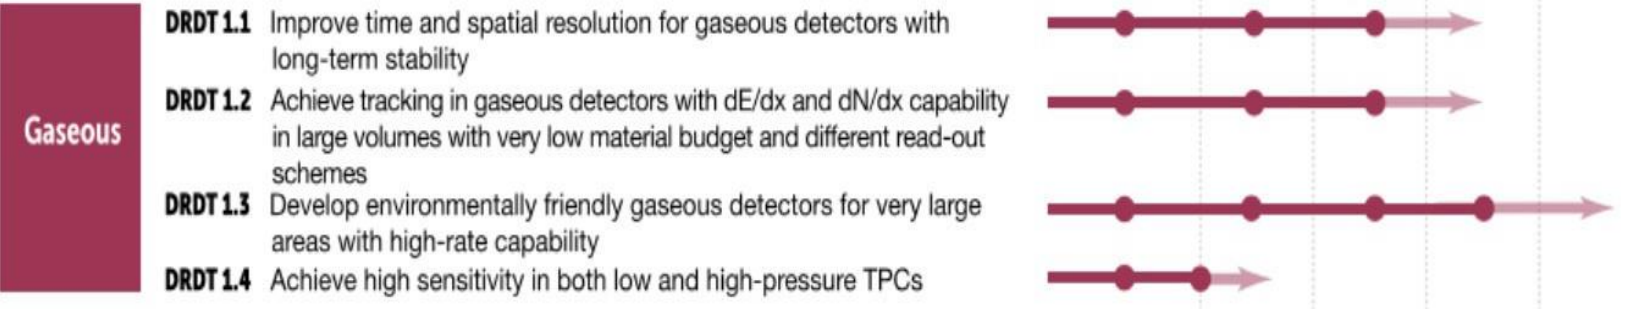 Gaseous
DRDT 1.1 Improve time and spatial resolution for gaseous detectors with
long-term stability
DRDT 1.2 Achieve tracking in gaseous detectors with dE/dx and dN/dx capability
in large volumes with very low material budget and different read-out
schemes
DRDT 1.3 Develop environmentally friendly gaseous detectors for very large
areas with high-rate capability
DRDT 1.4 Achieve high sensitivity in both low and high-pressure TPCs